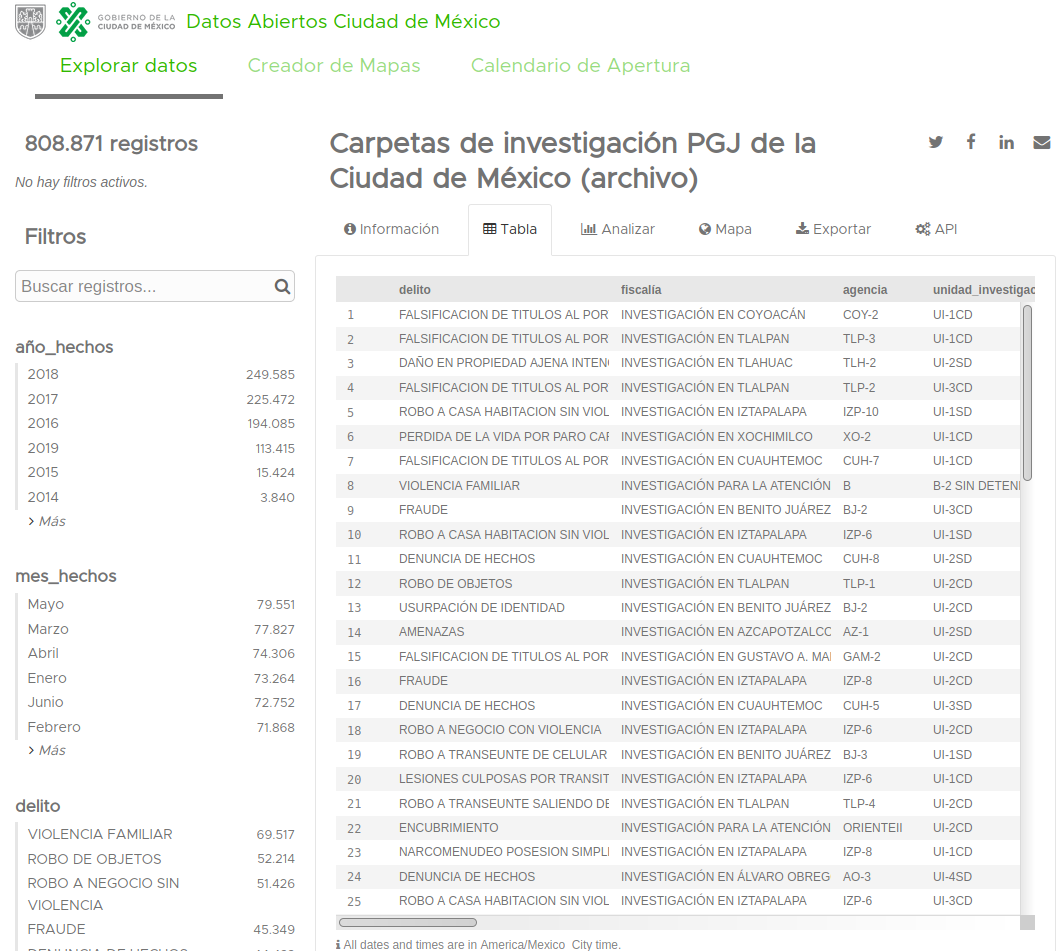 GOBIERNO DE LA
CIUDAD DE MÉXICO
Datos Abiertos Ciudad de México
Explorar datos Creador de Mapas Calendario de Apertura
808.871 registros
No hay filtros activos.
Filtros
Buscar registros...
año_hechos
2018 249.585
2017 225.472
2016 194.085
2019 113.415
2015 15.424
2014 3.840
> Más
mes_hechos
Mayo 79.551
Marzo 77.827
Abril 74.306
Enero 73.264
Junio 72.752
Febrero 71.868
> Más
delito
VIOLENCIA FAMILIAR 69.517
ROBO DE OBJETOS 52.214
ROBO A NEGOCIO SIN 51.426
VIOLENCIA
FRAUDE 45.349
Carpetas de investigación PGJ de la
Ciudad de México (archivo)
Información Tabla Analizar Mapa Exportar API
delito fiscalía agencia unidad_investigac
1 FALSIFICACION DE TITULOS AL POR INVESTIGACIÓN EN COYOACÁN COY-2 UI-1CD
2 FALSIFICACION DE TITULOS AL POR INVESTIGACIÓN EN TLALPAN TLP-3 UI-1CD
3 DAÑO EN PROPIEDAD AJENA INTEN INVESTIGACIÓN EN TLAHUAC TLH-2 UI-2SD
4 FALSIFICACION DE TITULOS AL POR INVESTIGACIÓN EN TLALPAN TLP-2 UI-3CD
5 ROBO A CASA HABITACION SIN VIOL INVESTIGACIÓN EN IZTAPALAPA IZP-10 UI-1SD
6 PERDIDA DE LA VIDA POR PARO CAR INVESTIGACIÓN EN XOCHIMILCO XO-2 UI-1CD
7 FALSIFICACION DE TITULOS AL POR INVESTIGACIÓN EN CUAUHTEMOC CUH-7 UI-1CD
8 VIOLENCIA FAMILIAR INVESTIGACIÓN PARA LA ATENCIÓN B B-2 SIN DETENI
9 FRAUDE INVESTIGACIÓN EN BENITO JUÁREZ BJ-2 UI-3CD
10 ROBO A CASA HABITACION SIN VIOL INVESTIGACIÓN EN IZTAPALAPA IZP-6 UI-1SD
11 DENUNCIA DE HECHOS INVESTIGACIÓN EN CUAUHTEMOC CUH-8 UI-2SD
12 ROBO DE OBJETOS INVESTIGACIÓN EN TLALPAN TLP-1 UI-2CD
13 USURPACIÓN DE IDENTIDAD INVESTIGACIÓN EN BENITO JUÁREZ BJ-2 UI-2CD
14 AMENAZAS INVESTIGACIÓN EN AZCAPOTZALCO AZ-1 UI-2SD
15 FALSIFICACION DE TITULOS AL POR INVESTIGACIÓN EN GUSTAVO A. MAI GAM-2 UI-2CD
16 FRAUDE INVESTIGACIÓN EN IZTAPALAPA IZP-8 UI-2CD
17 DENUNCIA DE HECHOS INVESTIGACIÓN EN CUAUHTEMOC CUH-5 UI-3SD
18 ROBO A NEGOCIO CON VIOLENCIA INVESTIGACIÓN EN IZTAPALAPA IZP-6 UI-2CD
19 ROBO A TRANSEUNTE DE CELULAR INVESTIGACIÓN EN BENITO JUÁREZ BJ-3 UI-1SD
20 LESIONES CULPOSAS POR TRANSIT INVESTIGACIÓN EN IZTAPALAPA IZP-6 UI-1CD
21 ROBO A TRANSEUNTE SALIENDO DE INVESTIGACIÓN EN TLALPAN TLP-4 UI-2CD
22 ENCUBRIMIENTO INVESTIGACIÓN PARA LA ATENCIÓN ORIENTEII UI-2CD
23 NARCOMENUDEO POSESION SIMPLI INVESTIGACIÓN EN IZTAPALAPA IZP-8 UI-1CD
24 DENUNCIA DE HECHOS INVESTIGACIÓN EN ÁLVARO OBREG AO-3 UI-4SD
25 ROBO A CASA HABITACION SIN VIOL INVESTIGACIÓN EN IZTAPALAPA IZP-6 UI-3CD
All dates and times are in America/Mexico_City time.